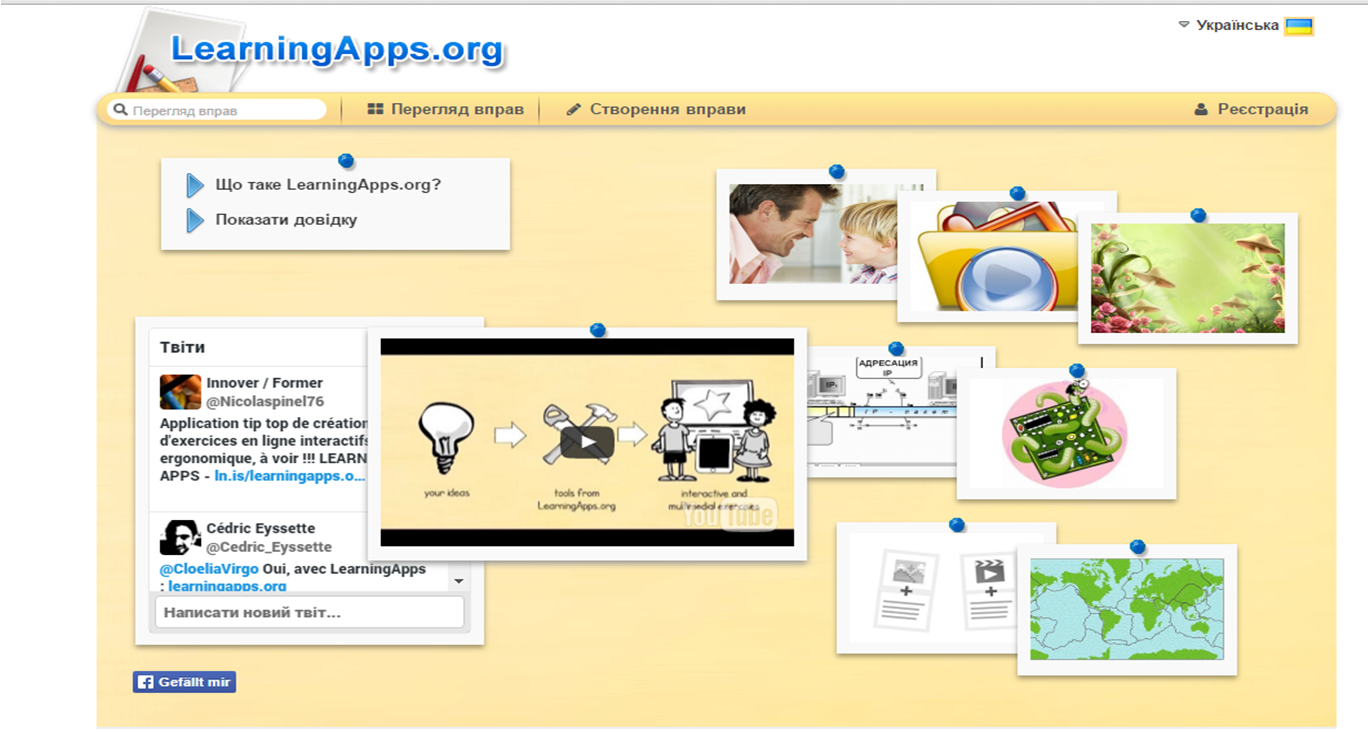 LearningApps.org
Українська
Перегляд вправ
Перегляд вправ
Створення вправи
Реєстрація
Що таке LearningApps.org?
Показати довідку
Твіти
Innover / Former
@Nicolaspinel76
Application tip top de création
d'exercices en ligne interactifs
ergonomique, à voir !!! LEARN
APPS - ln.is/learningapps.o...
Cédric Eyssette
@Cedric_Eyssette
@CloeliaVirgo Oui, avec LearningApps
: learningapps.org
Написати новий твіт...
your ideas
tools from
LearningApps.org
interactive and
multimedial exercises
YouTube
АДРЕСАЦИЯ
IP
IP - пакет
Gefällt mir